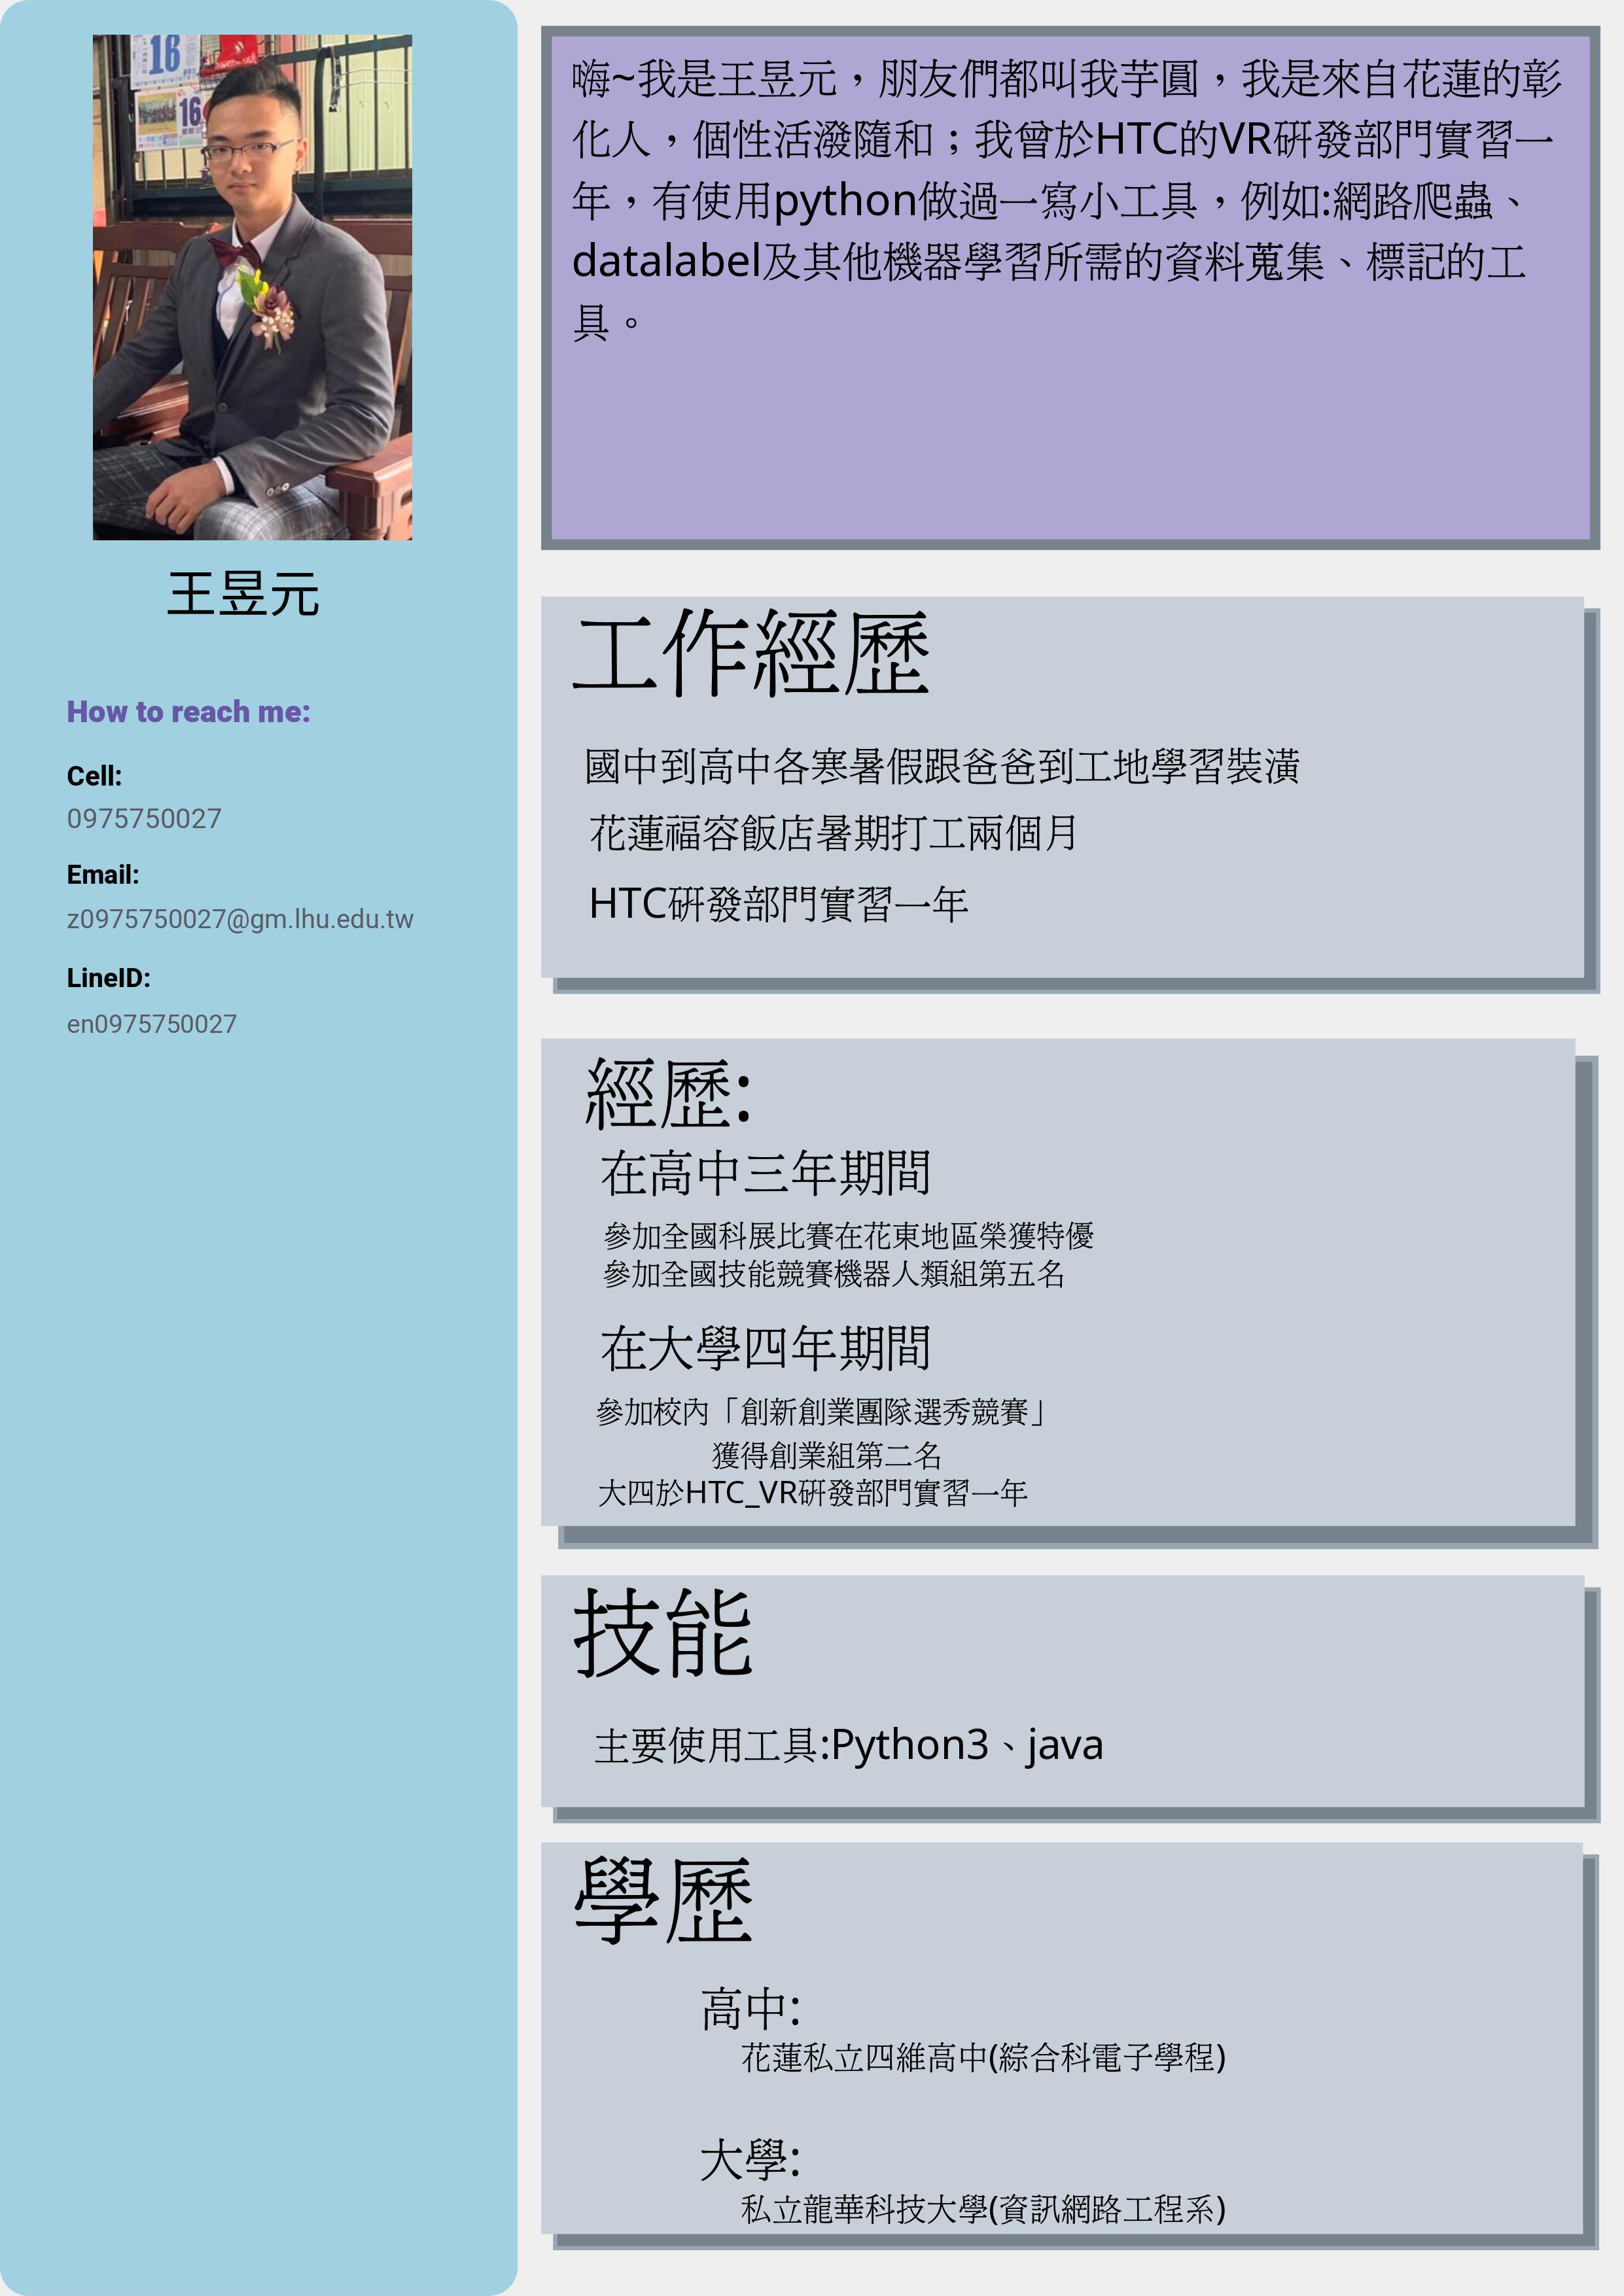 16
16
王昱元
How to reach me:
Cell:
0975750027
Email:
z0975750027@gm.lhu.edu.tw
LineID:
en0975750027
嗨~我是王昱元，朋友們都叫我芋圓，我是來自花蓮的彰
化人，個性活潑隨和；我曾於HTC的VR研發部門實習一
年，有使用python做過一寫小工具，例如:網路爬蟲、
datalabel及其他機器學習所需的資料蒐集、標記的工
具。
工作經歷
國中到高中各寒暑假跟爸爸到工地學習裝潢
花蓮福容飯店暑期打工兩個月
HTC研發部門實習一年
經歷:
在高中三年期間
參加全國科展比賽在花東地區榮獲特優
參加全國技能競賽機器人類組第五名
在大學四年期間
參加校內「創新創業團隊選秀競賽」
獲得創業組第二名
大四於HTC_VR研發部門實習一年
技能
主要使用工具:Python3、java
學歷
高中:
花蓮私立四維高中(綜合科電子學程)
大學:
私立龍華科技大學(資訊網路工程系)